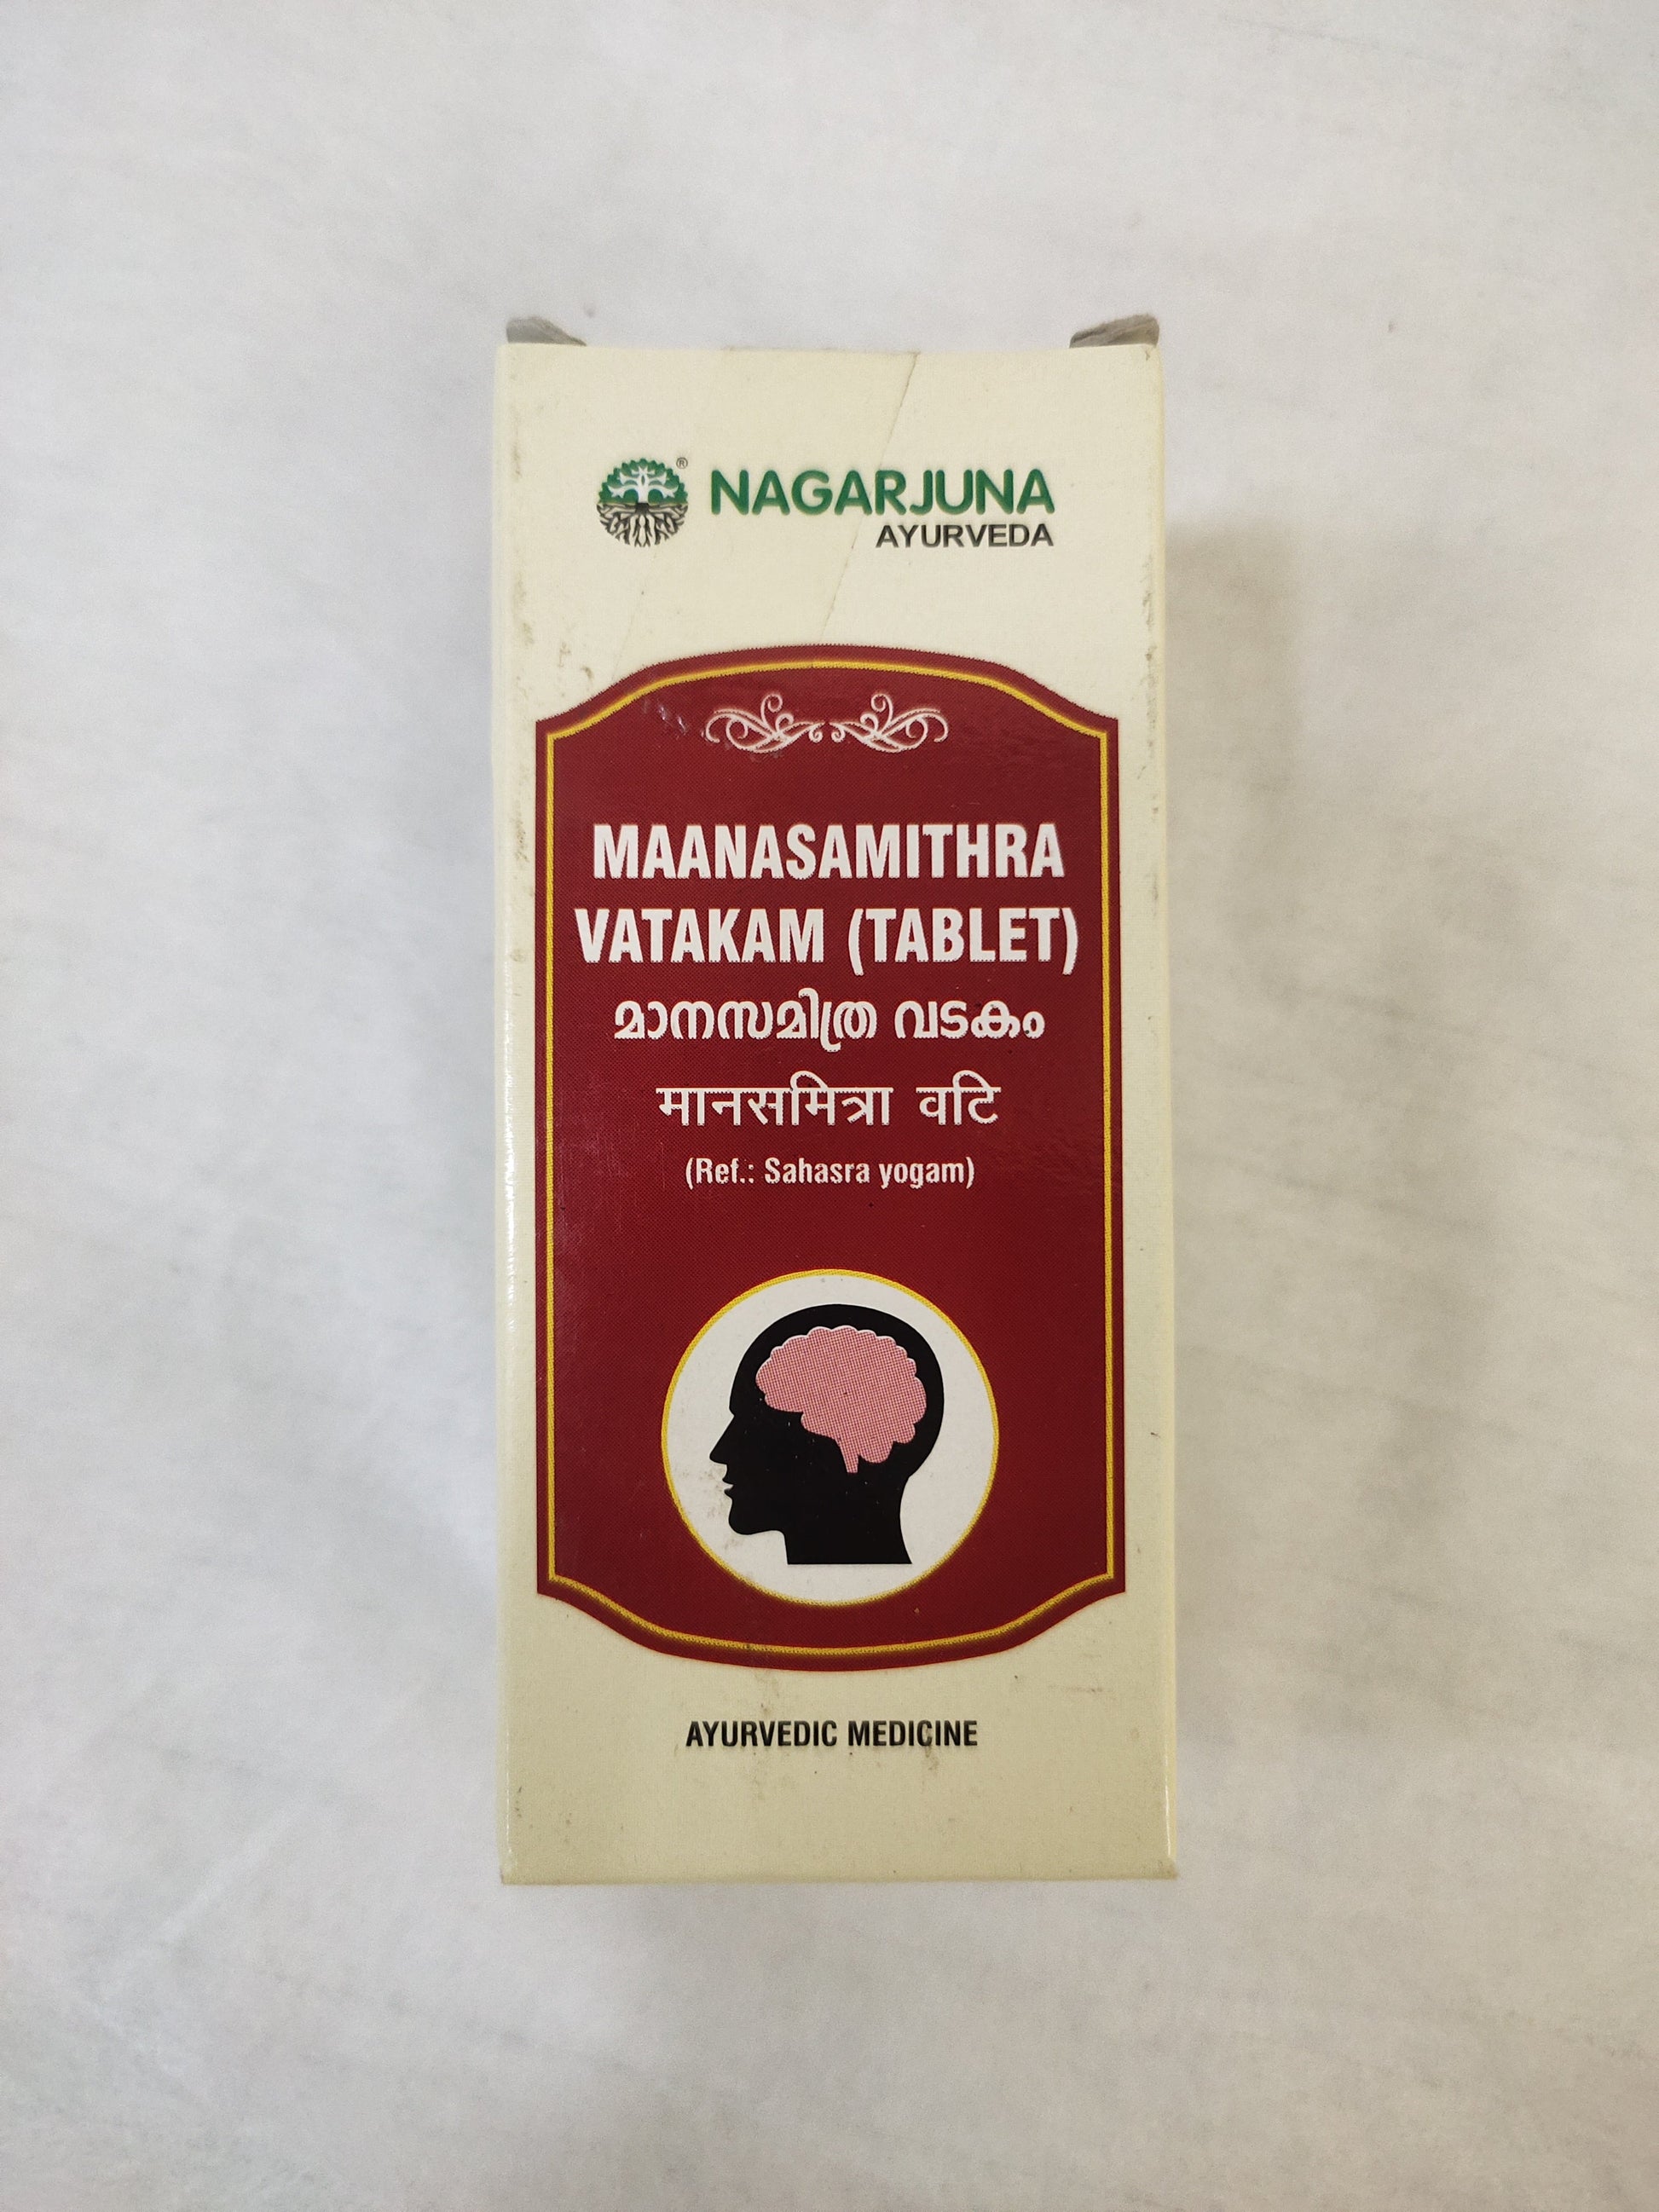 ®
NAGARJUNA
AYURVEDA
MAANASAMITHRA
VATAKAM (TABLET)
മാനസമിത്ര വടകം
मानसमित्रा वटि
(Ref.: Sahasra yogam)
AYURVEDIC MEDICINE